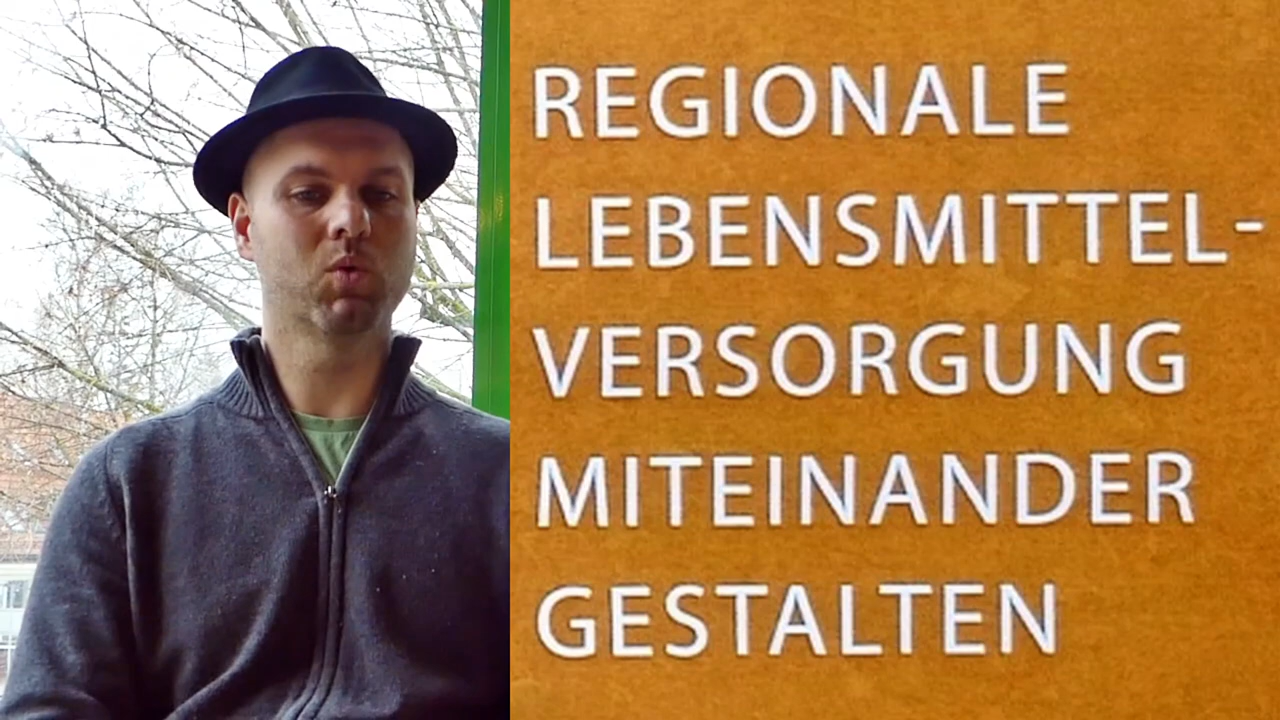 REGIONALE
LEBENSMITTEL-
VERSORGUNG
MITEINANDER
GESTALTEN